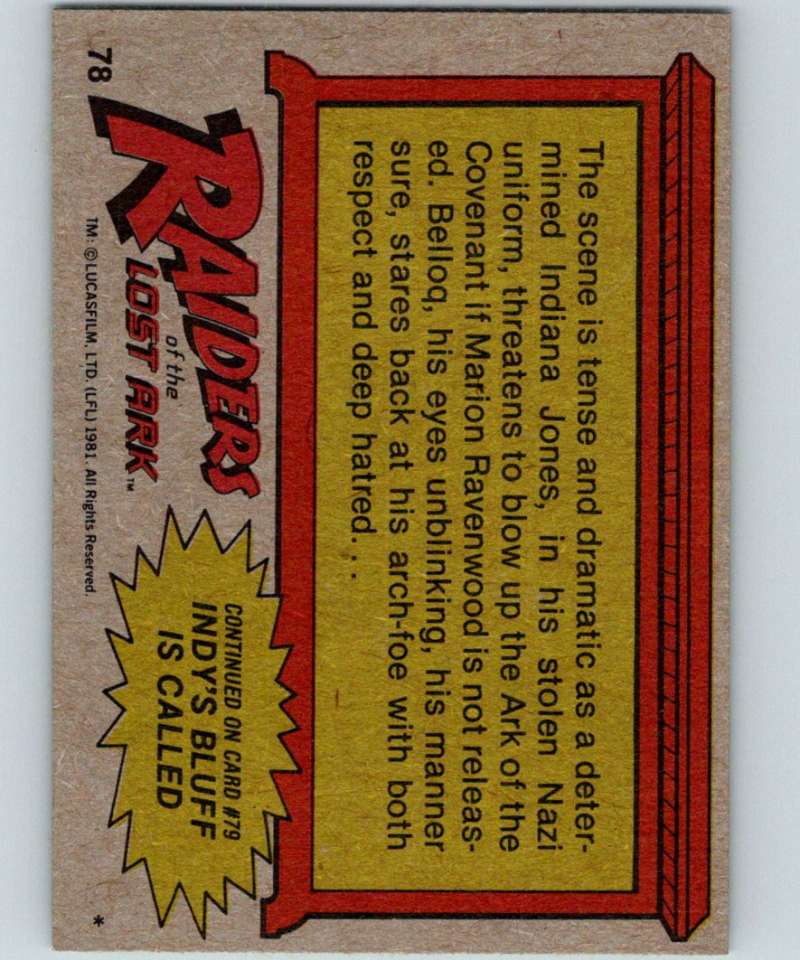 The scene is tense and dramatic as a deter-
mined Indiana Jones, in his stolen Nazi
uniform, threatens to blow up the Ark of the
Covenant if Marion Ravenwood is not releas-
ed. Belloq, his eyes unblinking, his manner
sure, stares back at his arch-foe with both
respect and deep hatred. . .
78
RAIDERS
of the
LOST ARK™
TM: © LUCASFILM, LTD. (LFL) 1981. All Rights Reserved.
CONTINUED ON CARD #79
INDY'S BLUFF
IS CALLED
*